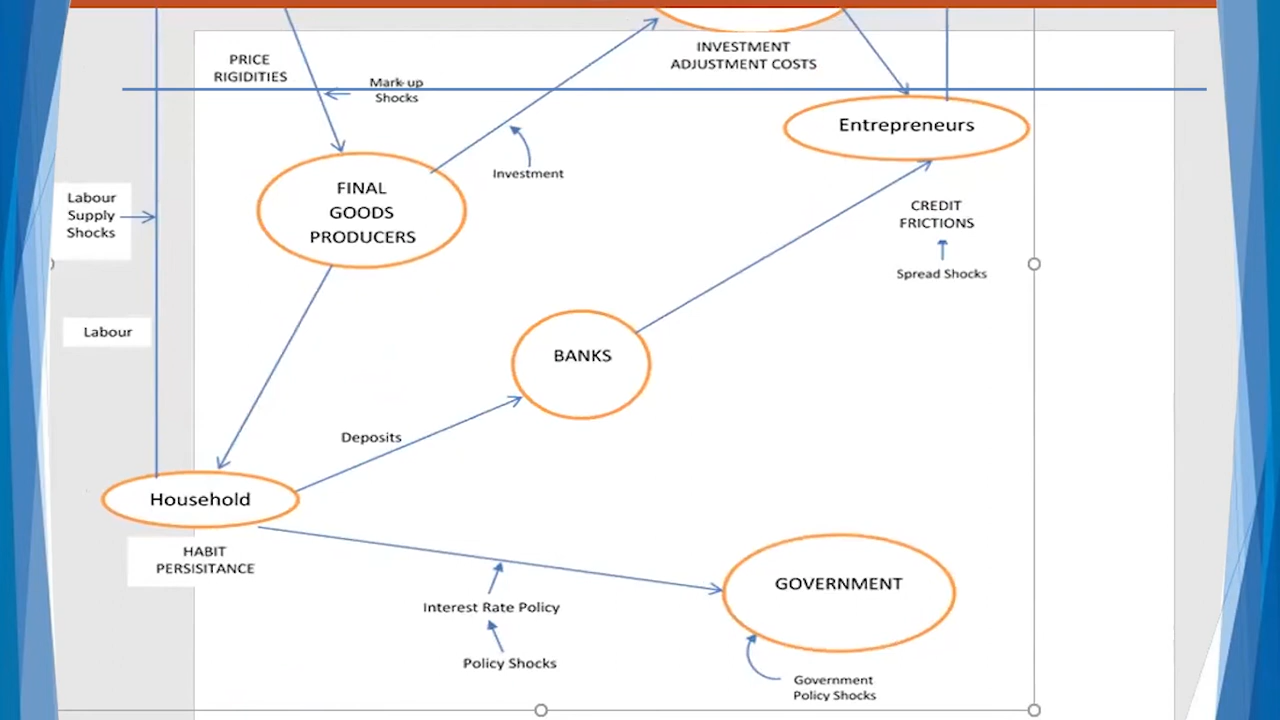 INVESTMENT
ADJUSTMENT COSTS
PRICE
RIGIDITIES
Mark-up
Shocks
Entrepreneurs
Investment
FINAL
GOODS
PRODUCERS
Labour
Supply
Shocks
CREDIT
FRICTIONS
Spread Shocks
Labour
BANKS
Deposits
Household
HABIT
PERSISITANCE
GOVERNMENT
Interest Rate Policy
Policy Shocks
Government
Policy Shocks